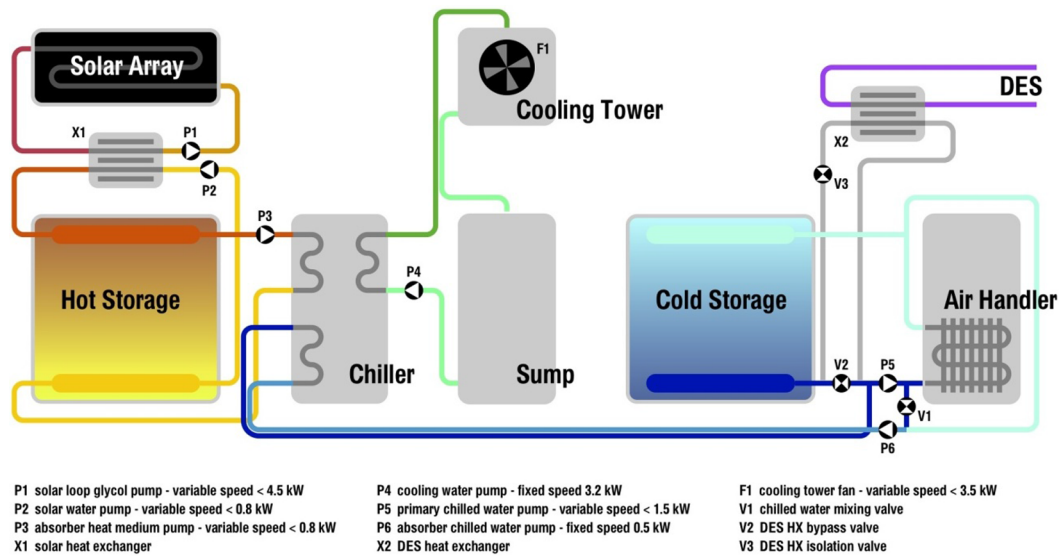 Solar Array
F1
Cooling Tower
DES
X1
P1
X2
P2
V3
P3
P4
Hot Storage
Chiller
Sump
Cold Storage
Air Handler
V2
P5
V1
P6
P1 solar loop glycol pump - variable speed < 4.5 kW
P2 solar water pump - variable speed < 0.8 kW
P3 absorber heat medium pump - variable speed < 0.8 kW
X1 solar heat exchanger
P4 cooling water pump - fixed speed 3.2 kW
P5 primary chilled water pump - variable speed < 1.5 kW
P6 absorber chilled water pump - fixed speed 0.5 kW
X2 DES heat exchanger
F1 cooling tower fan - variable speed < 3.5 kW
V1 chilled water mixing valve
V2 DES HX bypass valve
V3 DES HX isolation valve